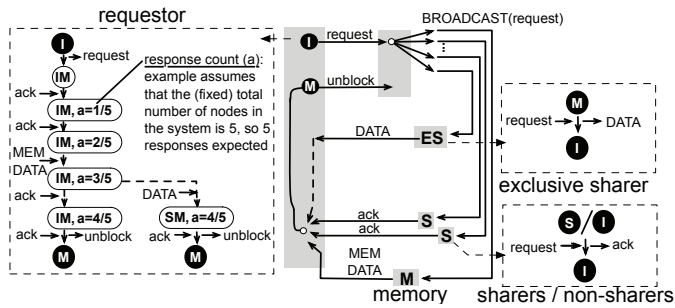 requestor
I
request
IM
ack
IM, a=1/5
ack
IM, a=2/5
MEM
DATA
IM, a=3/5
ack
DATA
IM, a=4/5
SM, a=4/5
ack
unblock
ack
unblock
M
M
response count (a):
example assumes
that the (fixed) total
number of nodes in
the system is 5, so 5
responses expected
BROADCAST(request)
I
request
M
unblock
DATA
ES
ack
S
ack
S
MEM
DATA
M
memory
M
request
DATA
I
exclusive sharer
S / I
request
ack
I
sharers / non-sharers